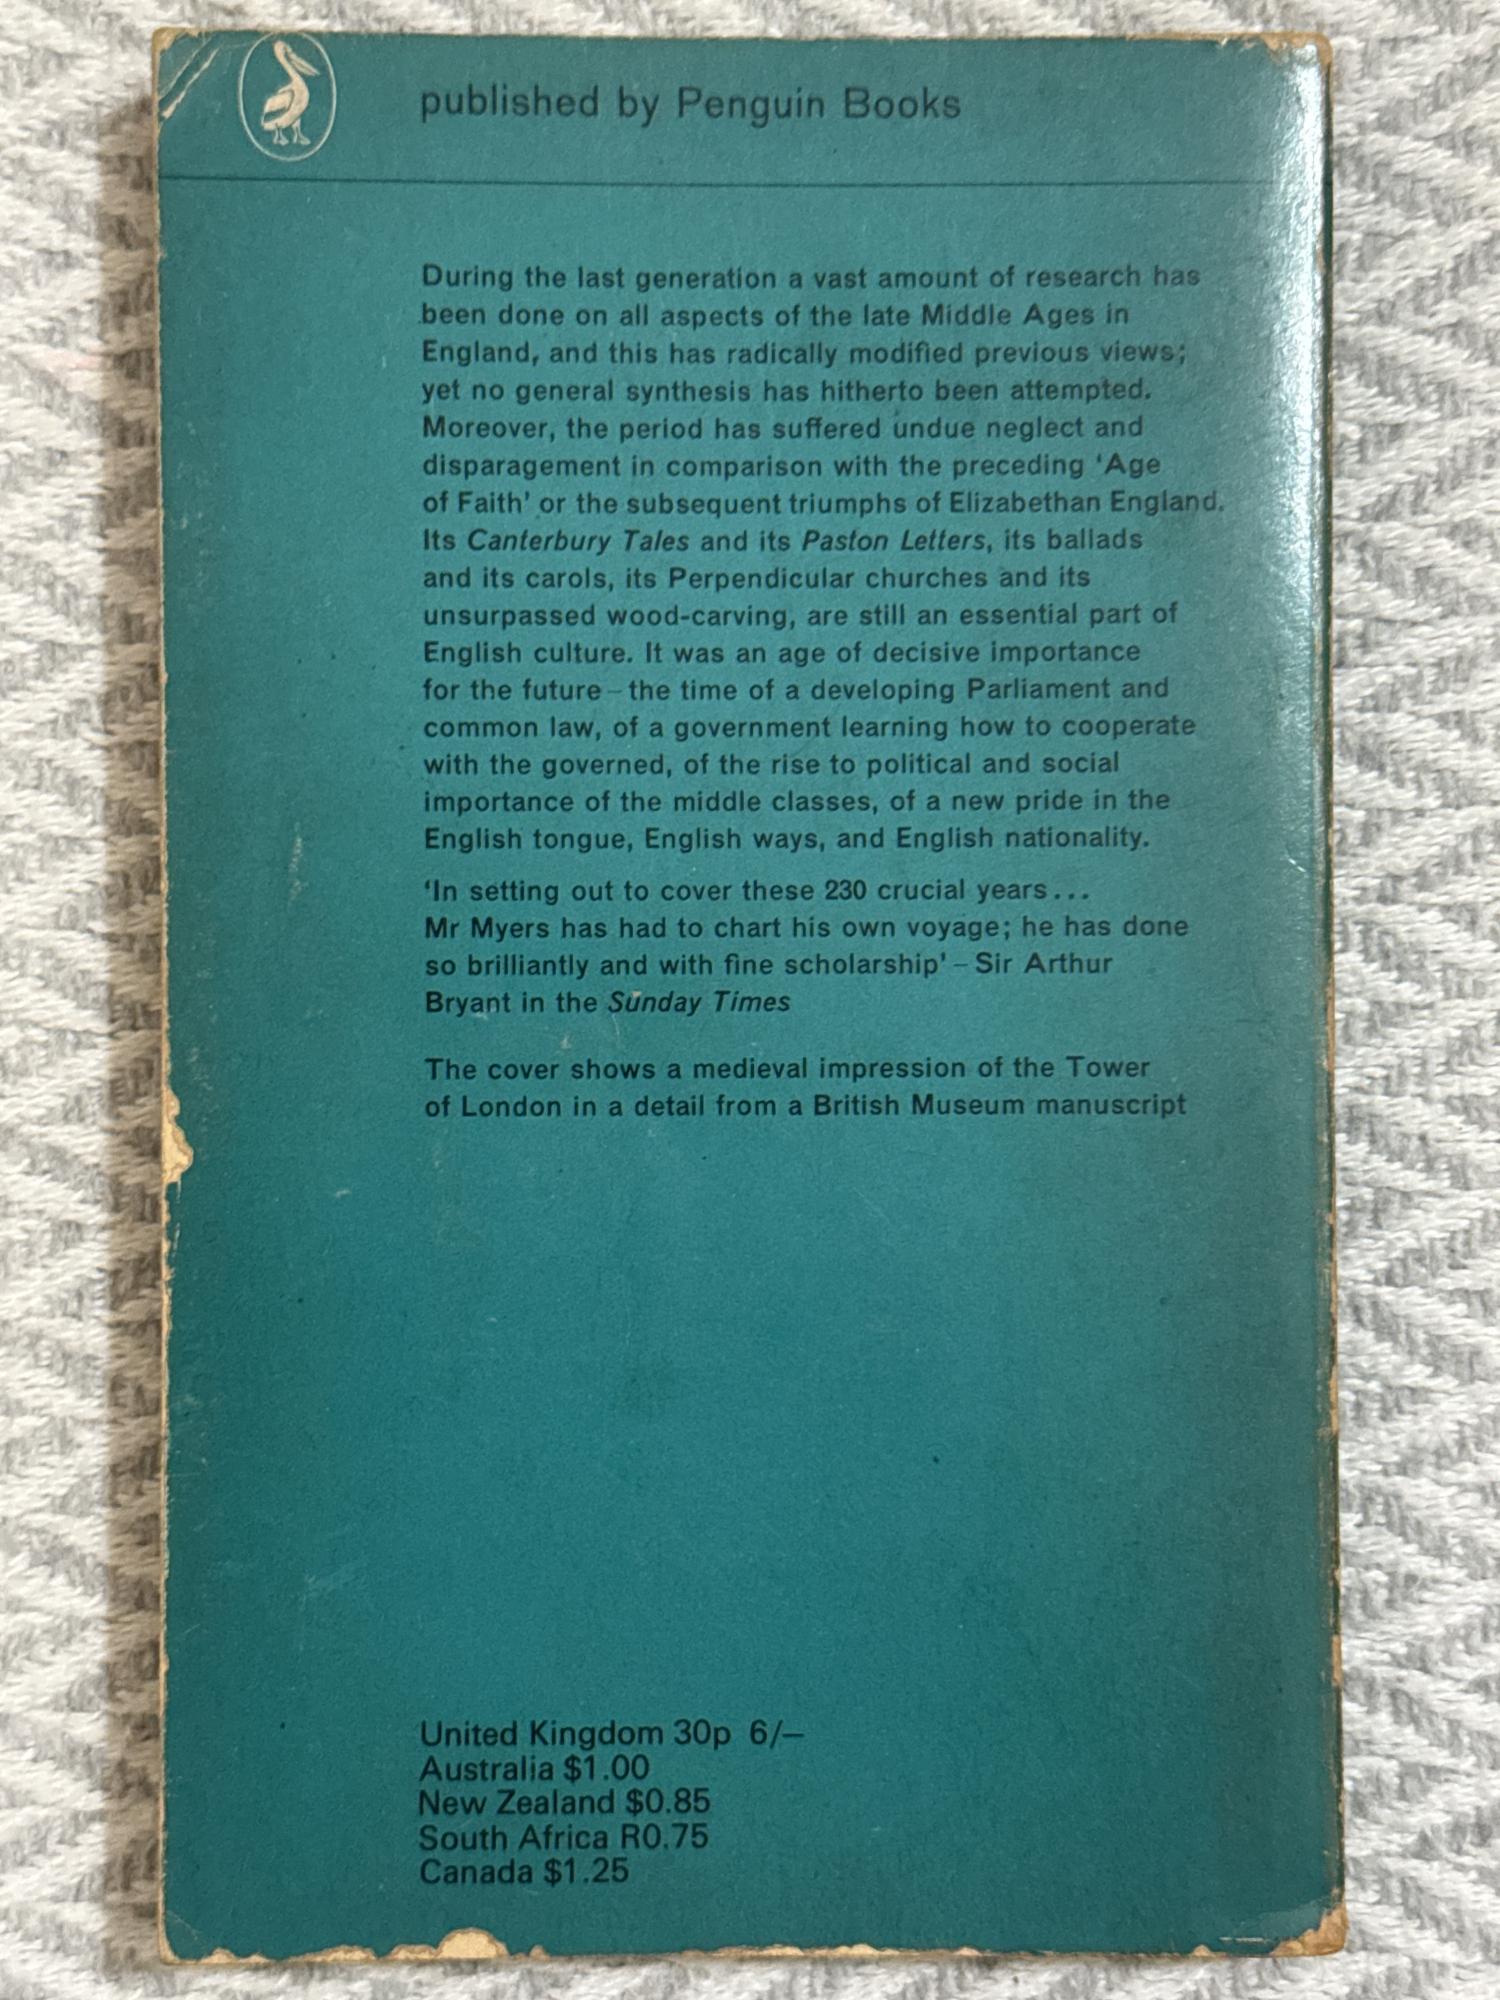 published by Penguin Books
During the last generation a vast amount of research has
been done on all aspects of the late Middle Ages in
England, and this has radically modified previous views;
yet no general synthesis has hitherto been attempted.
Moreover, the period has suffered undue neglect and
disparagement in comparison with the preceding ‘Age
of Faith’ or the subsequent triumphs of Elizabethan England.
Its Canterbury Tales and its Paston Letters, its ballads
and its carols, its Perpendicular churches and its
unsurpassed wood-carving, are still an essential part of
English culture. It was an age of decisive importance
for the future – the time of a developing Parliament and
common law, of a government learning how to cooperate
with the governed, of the rise to political and social
importance of the middle classes, of a new pride in the
English tongue, English ways, and English nationality.
‘In setting out to cover these 230 crucial years...
Mr Myers has had to chart his own voyage; he has done
so brilliantly and with fine scholarship’ – Sir Arthur
Bryant in the Sunday Times
The cover shows a medieval impression of the Tower
of London in a detail from a British Museum manuscript
United Kingdom 30p 6/–
Australia $1.00
New Zealand $0.85
South Africa R0.75
Canada $1.25